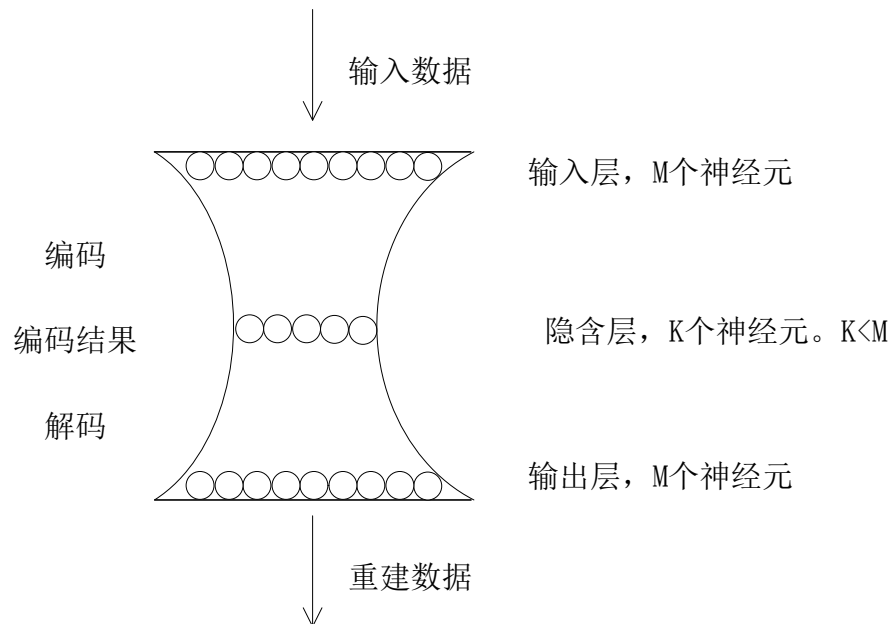 输入数据
输入层，M个神经元
编码
编码结果
隐含层，K个神经元。K<M
解码
输出层，M个神经元
重建数据